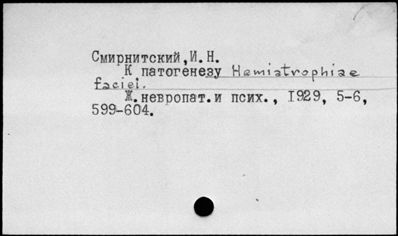 Смирнитский,И.Н.
К патогенезу Hemiatrophiae
faciei.
Ж.невропат.и псих., 1929, 5-6,
599-604.